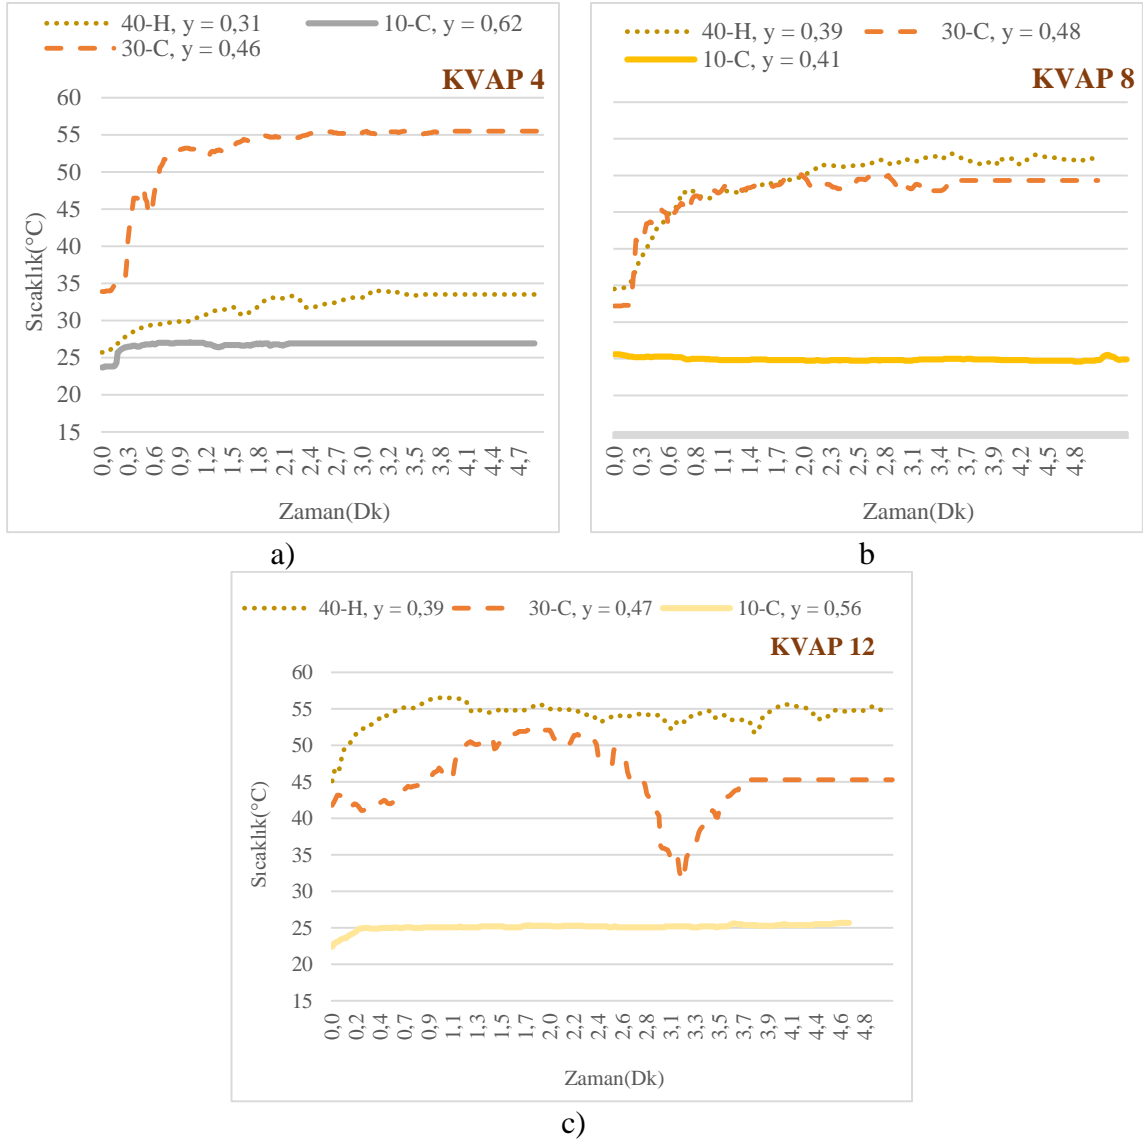 40-H, y = 0,31 10-C, y = 0,62
30-C, y = 0,46
KVAP 4
60
55
50
45
40
35
30
25
20
15
Sıcaklık(°C)
0,0 0,3 0,6 0,9 1,2 1,5 1,8 2,1 2,4 2,7 3,0 3,2 3,5 3,8 4,1 4,4 4,7
Zaman(Dk)
a)
40-H, y = 0,39 30-C, y = 0,48
10-C, y = 0,41
KVAP 8
0,0 0,3 0,6 0,8 1,1 1,4 1,7 2,0 2,3 2,5 2,8 3,1 3,4 3,7 3,9 4,2 4,5 4,8
Zaman(Dk)
b
40-H, y = 0,39 30-C, y = 0,47 10-C, y = 0,56
KVAP 12
60
55
50
45
40
35
30
25
20
15
Sıcaklık(°C)
0,0 0,2 0,4 0,7 0,9 1,1 1,3 1,5 1,7 2,0 2,2 2,4 2,6 2,8 3,1 3,3 3,5 3,7 3,9 4,1 4,4 4,6 4,8
Zaman(Dk)
c)